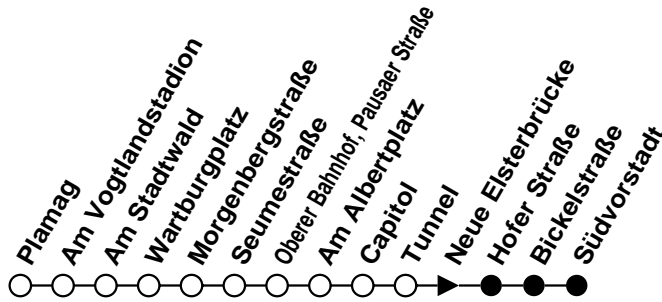 Plamag
Am Vogtlandstadion
Am Stadtwald
Wartburgplatz
Morgenbergstraße
Seumestraße
Oberer Bahnhof, Pausaer Straße
Am Albertplatz
Capitol
Tunnel
Neue Elsterbrücke
Hofer Straße
Bickelstraße
Südvorstadt